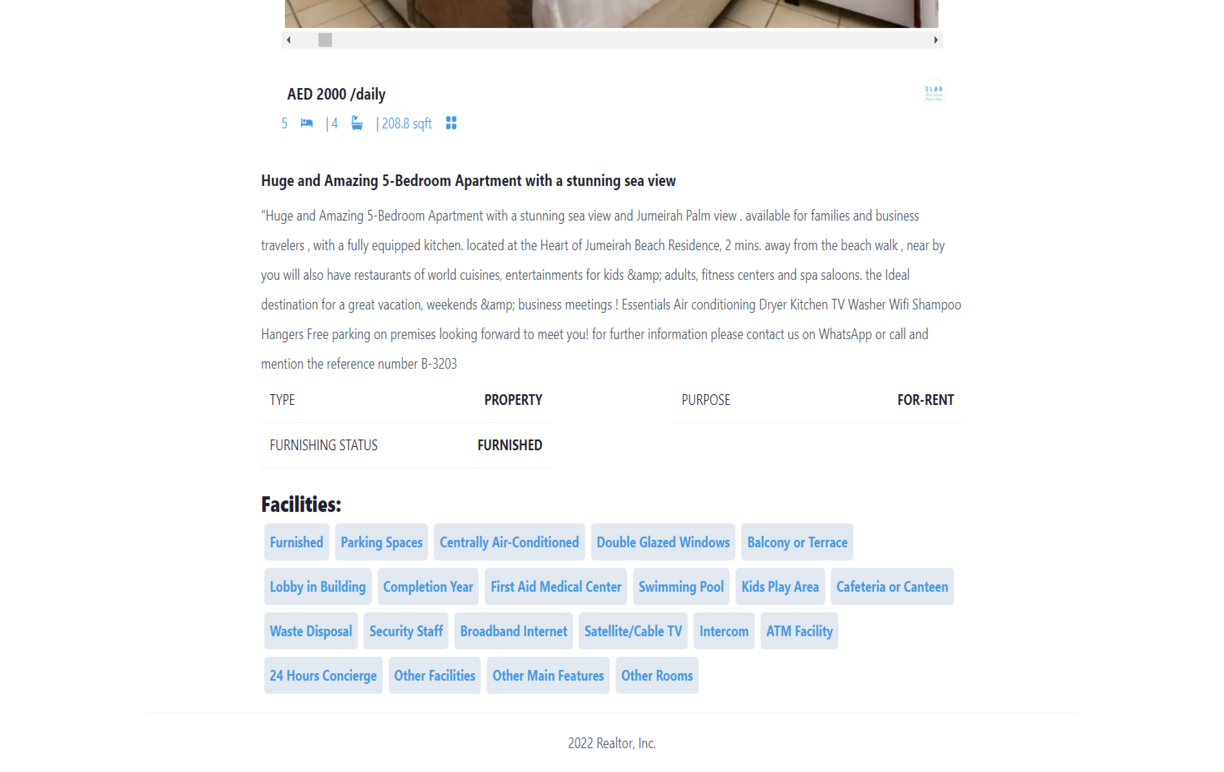 AED 2000 /daily
5 | 4 | 208.8 sqft
Huge and Amazing 5-Bedroom Apartment with a stunning sea view
"Huge and Amazing 5-Bedroom Apartment with a stunning sea view and Jumeirah Palm view . available for families and business
travelers , with a fully equipped kitchen. located at the Heart of Jumeirah Beach Residence, 2 mins. away from the beach walk , near by
you will also have restaurants of world cuisines, entertainments for kids &amp; adults, fitness centers and spa saloons. the Ideal
destination for a great vacation, weekends &amp; business meetings ! Essentials Air conditioning Dryer Kitchen TV Washer Wifi Shampoo
Hangers Free parking on premises looking forward to meet you! for further information please contact us on WhatsApp or call and
mention the reference number B-3203
TYPE PROPERTY PURPOSE FOR-RENT
FURNISHING STATUS FURNISHED
Facilities:
Furnished Parking Spaces Centrally Air-Conditioned Double Glazed Windows Balcony or Terrace
Lobby in Building Completion Year First Aid Medical Center Swimming Pool Kids Play Area Cafeteria or Canteen
Waste Disposal Security Staff Broadband Internet Satellite/Cable TV Intercom ATM Facility
24 Hours Concierge Other Facilities Other Main Features Other Rooms
2022 Realtor, Inc.